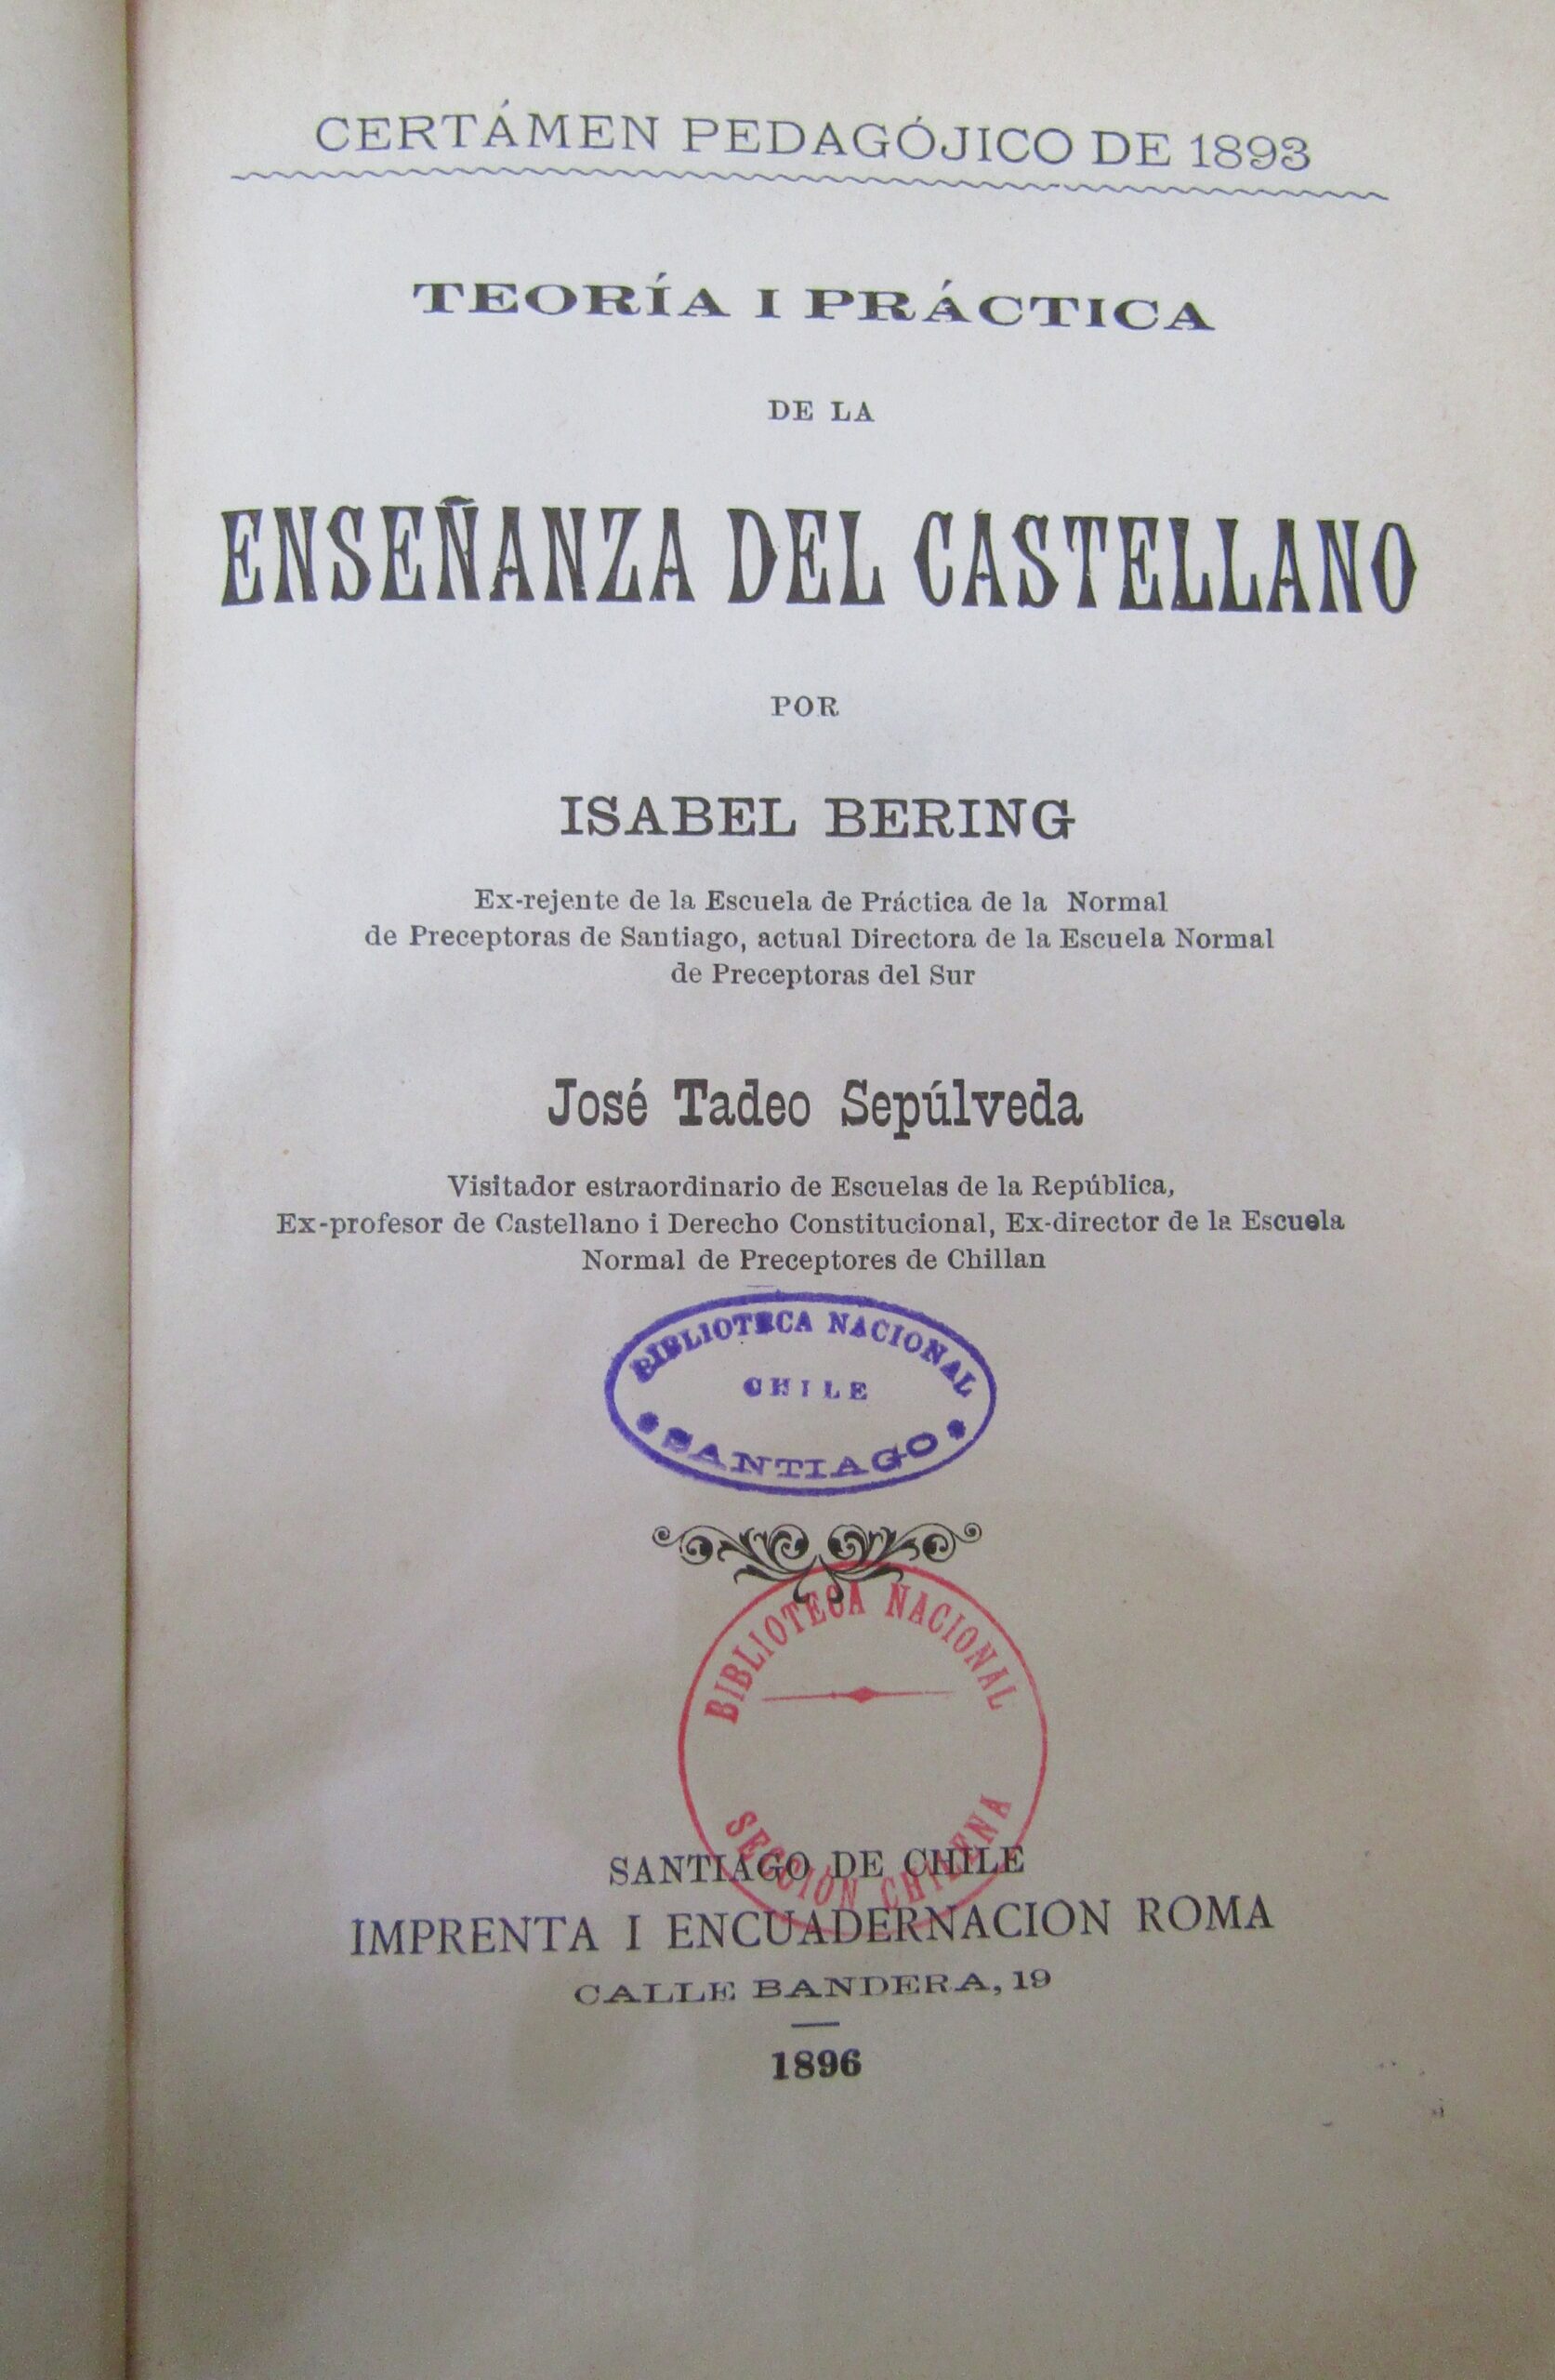 CERTÁMEN PEDAGÓJICO DE 1893
TEORÍA I PRÁCTICA
DE LA
ENSEÑANZA DEL CASTELLANO
POR
ISABEL BERING
Ex-rejente de la Escuela de Práctica de la Normal
de Preceptoras de Santiago, actual Directora de la Escuela Normal
de Preceptoras del Sur
José Tadeo Sepúlveda
Visitador estraordinario de Escuelas de la República,
Ex-profesor de Castellano i Derecho Constitucional, Ex-director de la Escuela
Normal de Preceptores de Chillan
BIBLIOTECA NACIONAL
CHILE
SANTIAGO
BIBLIOTECA NACIONAL
SECCIÓN CHILENA
SANTIAGO DE CHILE
IMPRENTA I ENCUADERNACION ROMA
CALLE BANDERA, 19
1896